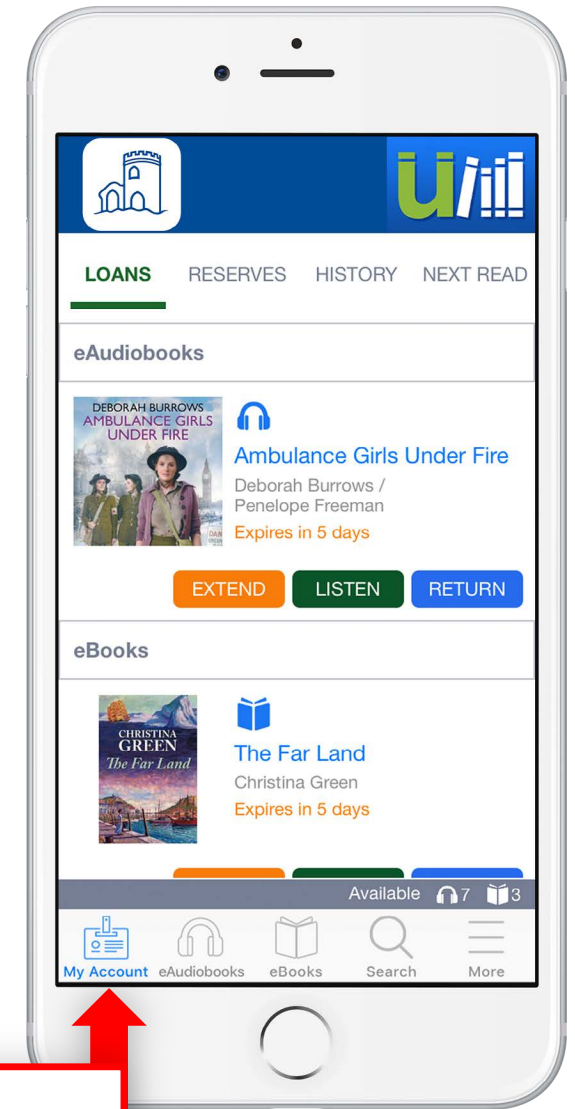 U
LOANS RESERVES HISTORY NEXT READ
eAudiobooks
DEBORAH BURROWS
AMBULANCE GIRLS
UNDER FIRE
Ambulance Girls Under Fire
Deborah Burrows /
Penelope Freeman
Expires in 5 days
EXTEND LISTEN RETURN
eBooks
CHRISTINA
GREEN
The Far Land
The Far Land
Christina Green
Expires in 5 days
Available 7 3
My Account eAudiobooks eBooks Search More